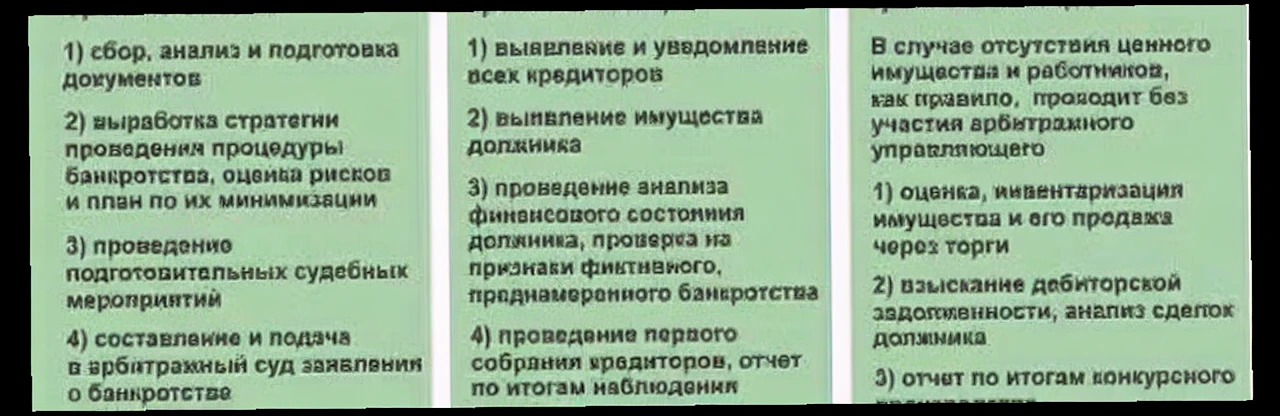 1) сбор, анализ и подготовка
документов
2) выработка стратегии
проведения процедуры
банкротства, оценка рисков
и план по их минимизации
3) проведение
подготовительных судебных
мероприятий
4) составление и подача
в арбитражный суд заявления
о банкротстве
1) выявление и уведомление
всех кредиторов
2) выявление имущества
должника
3) проведение анализа
финансового состояния
должника, проверка на
признаки фиктивного,
преднамеренного банкротства
4) проведение первого
собрания кредиторов, отчет
по итогам наблюдения
В случае отсутствия ценного
имущества и работников,
как правило, проводит без
участия арбитражного
управляющего
1) оценка, инвентаризация
имущества и его продажа
через торги
2) взыскание дебиторской
задолженности, анализ сделок
должника
3) отчет по итогам конкурсного